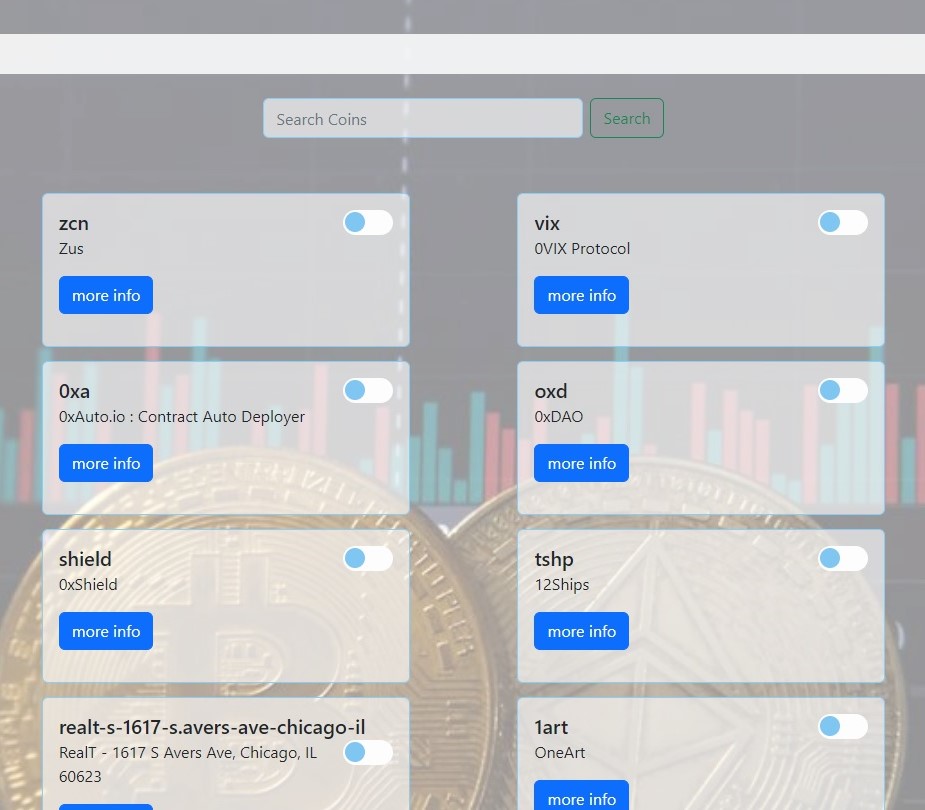 Search Coins
Search
zcn
Zus
more info
vix
0VIX Protocol
more info
0xa
0xAuto.io : Contract Auto Deployer
more info
oxd
0xDAO
more info
shield
0xShield
more info
tshp
12Ships
more info
realt-s-1617-s.avers-ave-chicago-il
RealT - 1617 S Avers Ave, Chicago, IL
60623
1art
OneArt
more info